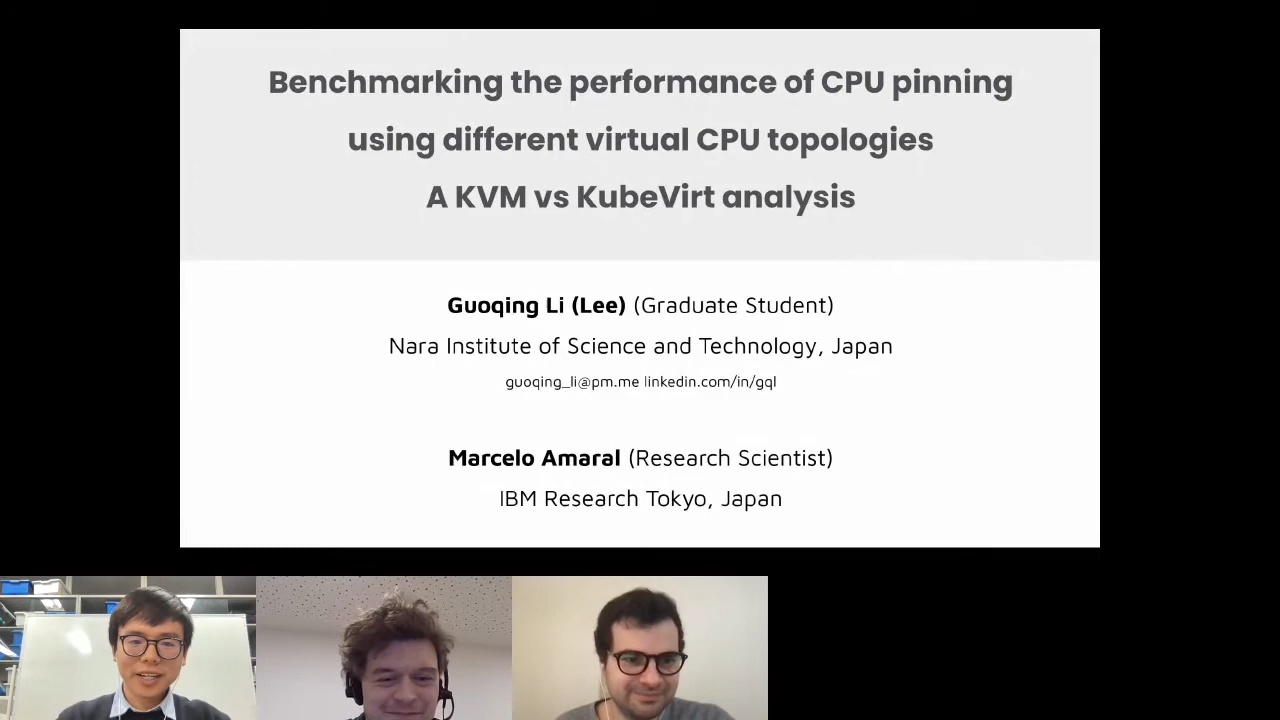 Benchmarking the performance of CPU pinning
using different virtual CPU topologies
A KVM vs KubeVirt analysis
Guoqing Li (Lee) (Graduate Student)
Nara Institute of Science and Technology, Japan
guoqing_li@pm.me linkedin.com/in/gql
Marcelo Amaral (Research Scientist)
IBM Research Tokyo, Japan